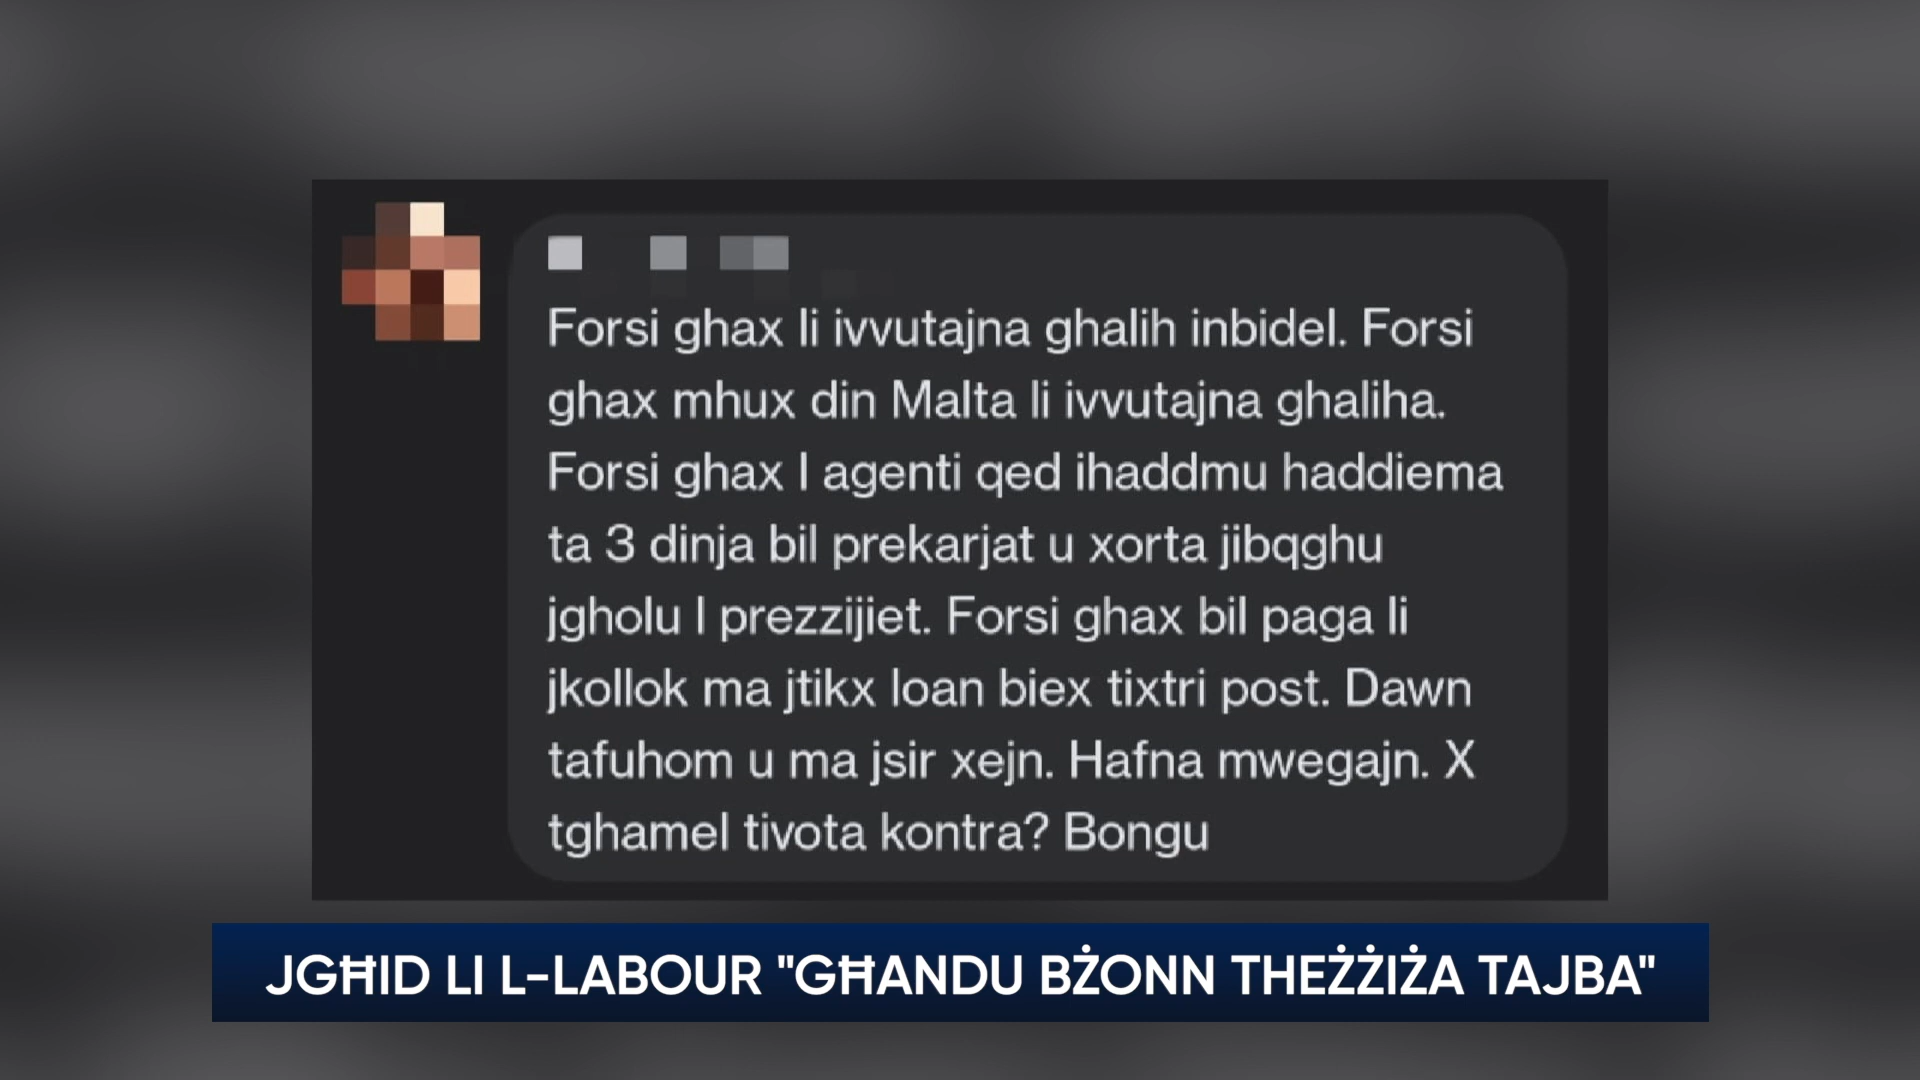 Forsi ghax li ivvutajna ghalih inbidel. Forsi
ghax mhux din Malta li ivvutajna ghaliha.
Forsi ghax l agenti qed ihaddmu haddiema
ta 3 dinja bil prekarjat u xorta jibqghu
jgholu l prezzijiet. Forsi ghax bil paga li
jkollok ma jtikx loan biex tixtri post. Dawn
tafuhom u ma jsir xejn. Hafna mwegajn. X
tghamel tivota kontra? Bongu
JGĦID LI L-LABOUR "GĦANDU BŻONN THEŻŻIŻA TAJBA"